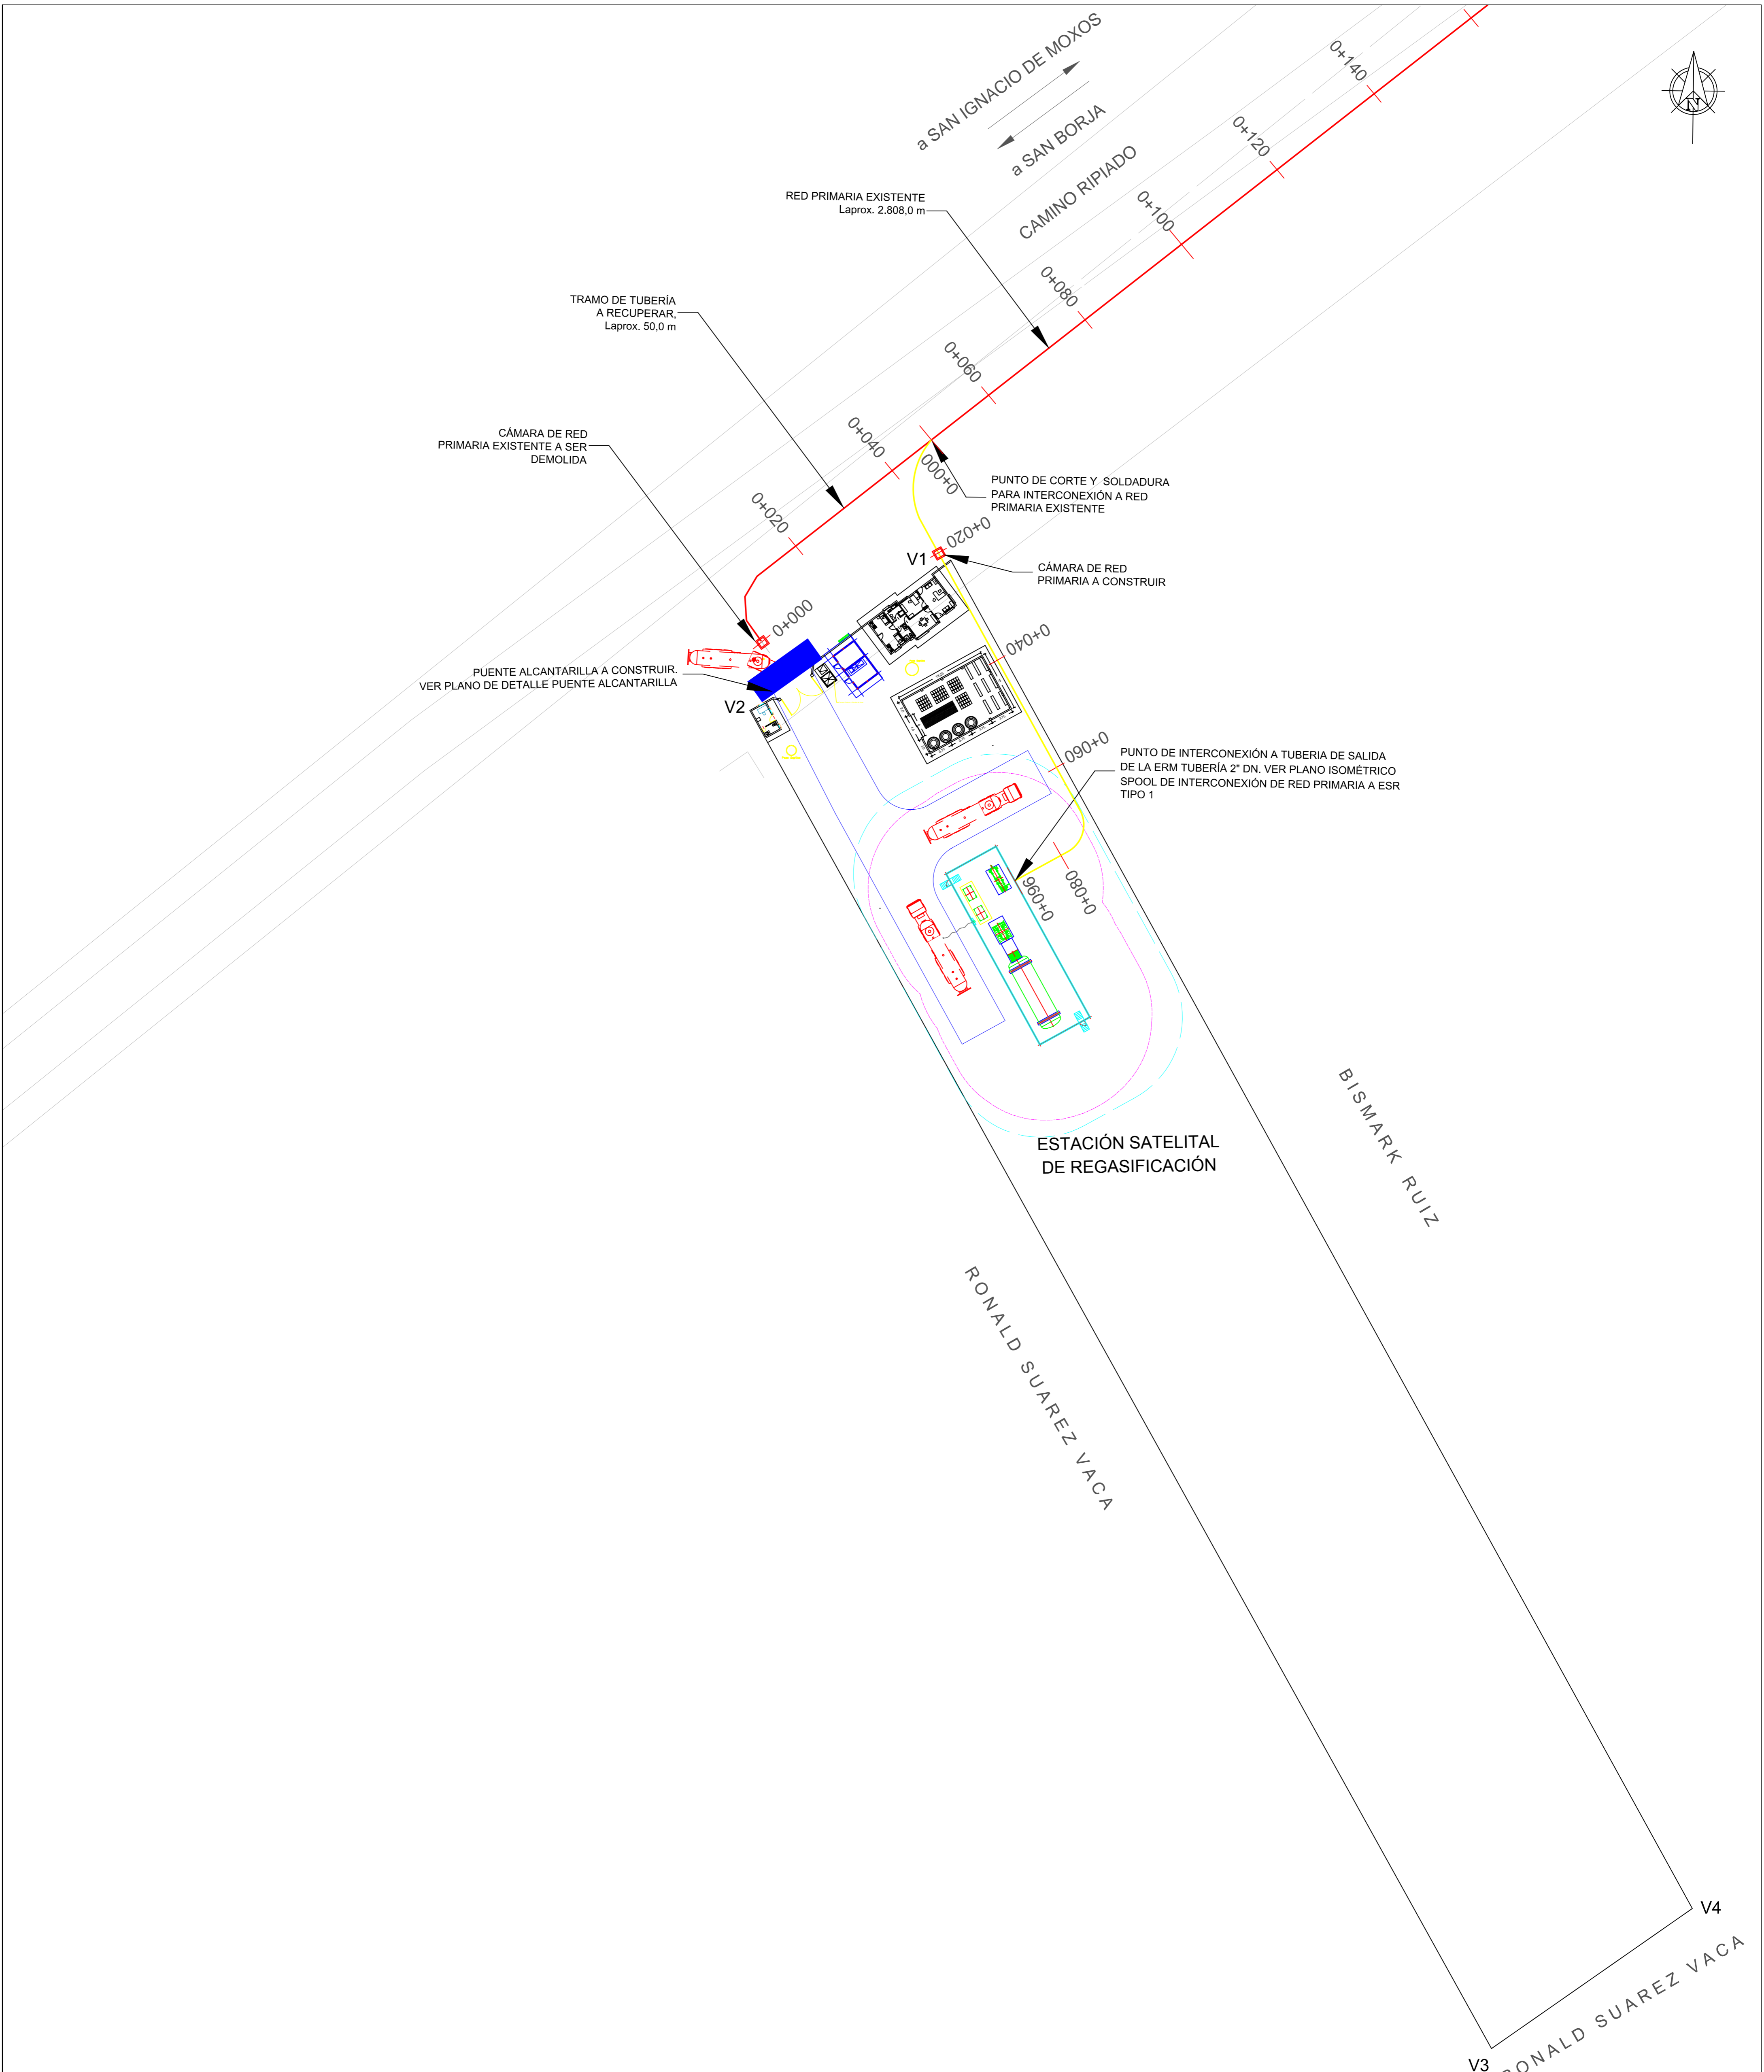 a SAN IGNACIO DE MOXOS
a SAN BORJA
CAMINO RIPIADO
N
0+140
0+120
0+100
0+080
0+060
0+040
0+020
0+000
RED PRIMARIA EXISTENTE
Laprox. 2.808,0 m
TRAMO DE TUBERÍA
A RECUPERAR,
Laprox. 50,0 m
CÁMARA DE RED
PRIMARIA EXISTENTE A SER
DEMOLIDA
PUNTO DE CORTE Y SOLDADURA
PARA INTERCONEXIÓN A RED
PRIMARIA EXISTENTE
0+000
0+020
V1
CÁMARA DE RED
PRIMARIA A CONSTRUIR
0+040
PUENTE ALCANTARILLA A CONSTRUIR.
VER PLANO DE DETALLE PUENTE ALCANTARILLA
V2
0+060
PUNTO DE INTERCONEXIÓN A TUBERIA DE SALIDA
DE LA ERM TUBERÍA 2" DN. VER PLANO ISOMÉTRICO
SPOOL DE INTERCONEXIÓN DE RED PRIMARIA A ESR
TIPO 1
0+080
0+096
ESTACIÓN SATELITAL
DE REGASIFICACIÓN
BISMARK RUIZ
RONALD SUAREZ VACA
V4
RONALD SUAREZ VACA
V3